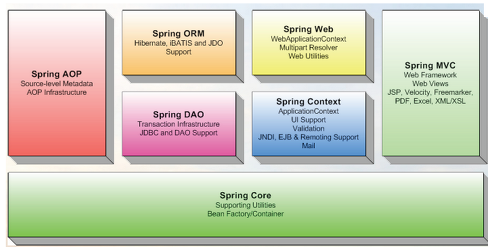 Spring AOP
Source-level Metadata
AOP Infrastructure
Spring ORM
Hibernate, iBATIS and JDO
Support
Spring Web
WebApplicationContext
Multipart Resolver
Web Utilities
Spring MVC
Web Framework
Web Views
JSP, Velocity, Freemarker,
PDF, Excel, XML/XSL
Spring DAO
Transaction Infrastructure
JDBC and DAO Support
Spring Context
ApplicationContext
UI Support
Validation
JNDI, EJB & Remoting Support
Mail
Spring Core
Supporting Utilities
Bean Factory/Container